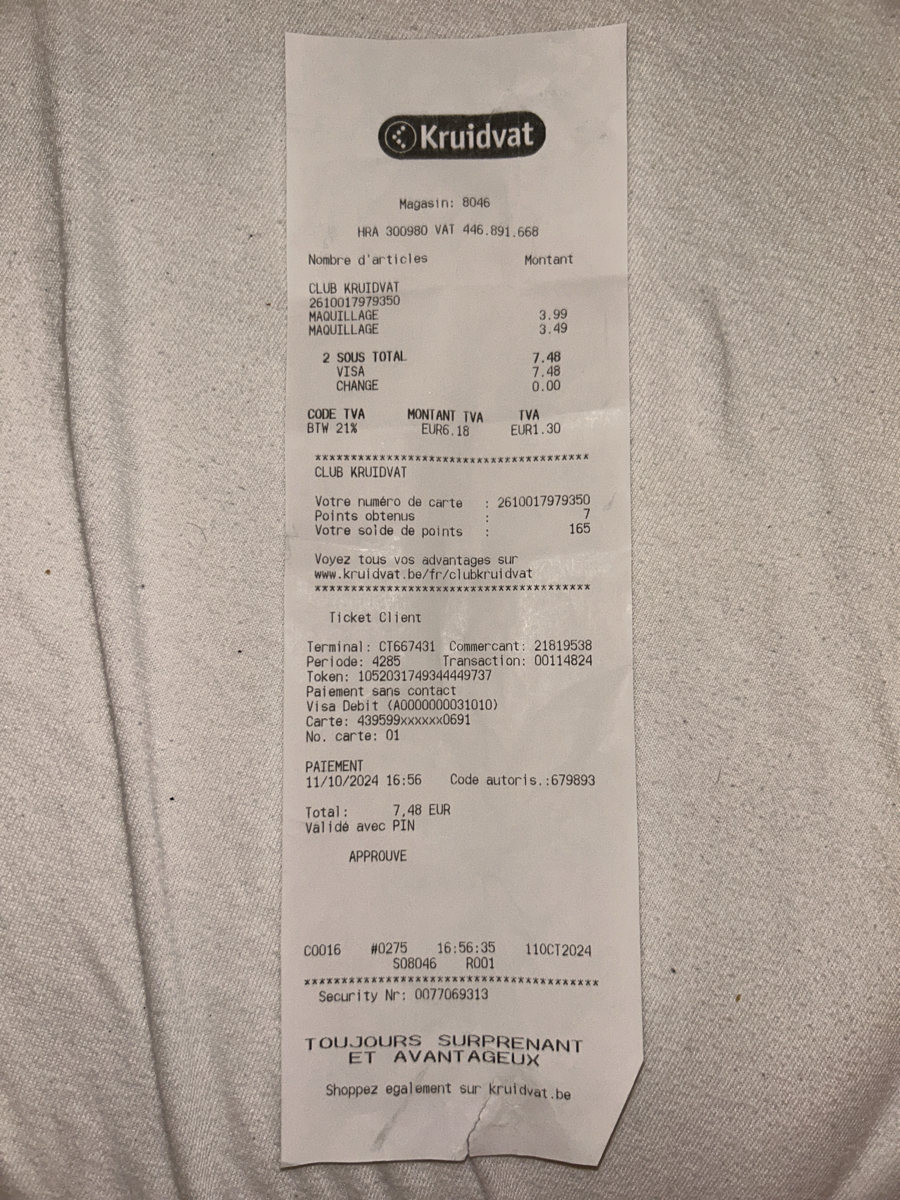 Kruidvat
Magasin: 8046
HRA 300980 VAT 446.891.668
Nombre d'articles Montant
CLUB KRUIDVAT
2610017979350
MAQUILLAGE 3.99
MAQUILLAGE 3.49
2 SOUS TOTAL 7.48
VISA 7.48
CHANGE 0.00
CODE TVA MONTANT TVA TVA
BTW 21% EUR6.18 EUR1.30
***************************************
CLUB KRUIDVAT
Votre numéro de carte : 2610017979350
Points obtenus : 7
Votre solde de points : 165
Voyez tous vos advantages sur
www.kruidvat.be/fr/clubkruidvat
***************************************
Ticket Client
Terminal: CT667431 Commercant: 21819538
Periode: 4285 Transaction: 00114824
Token: 1052031749344449737
Paiement sans contact
Visa Debit (A0000000031010)
Carte: 439599xxxxxx0691
No. carte: 01
PAIEMENT
11/10/2024 16:56 Code autoris.:679893
Total: 7,48 EUR
Validé avec PIN
APPROUVE
C0016 #0275 16:56:35 11OCT2024
S08046 R001
*****************************************
Security Nr: 0077069313
TOUJOURS SURPRENANT
ET AVANTAGEUX
Shoppez egalement sur kruidvat.be